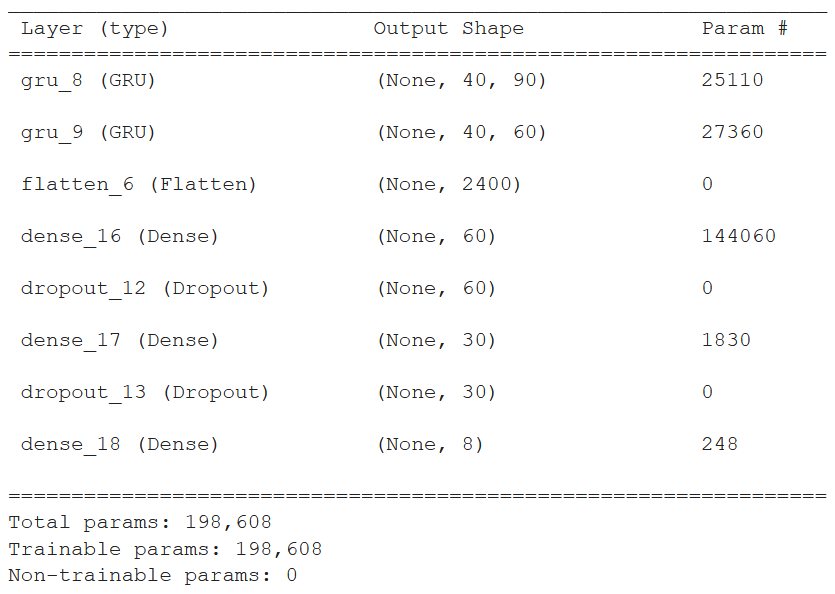 Layer (type) Output Shape Param #
=================================================================
gru_8 (GRU) (None, 40, 90) 25110
gru_9 (GRU) (None, 40, 60) 27360
flatten_6 (Flatten) (None, 2400) 0
dense_16 (Dense) (None, 60) 144060
dropout_12 (Dropout) (None, 60) 0
dense_17 (Dense) (None, 30) 1830
dropout_13 (Dropout) (None, 30) 0
dense_18 (Dense) (None, 8) 248
=================================================================
Total params: 198,608
Trainable params: 198,608
Non-trainable params: 0